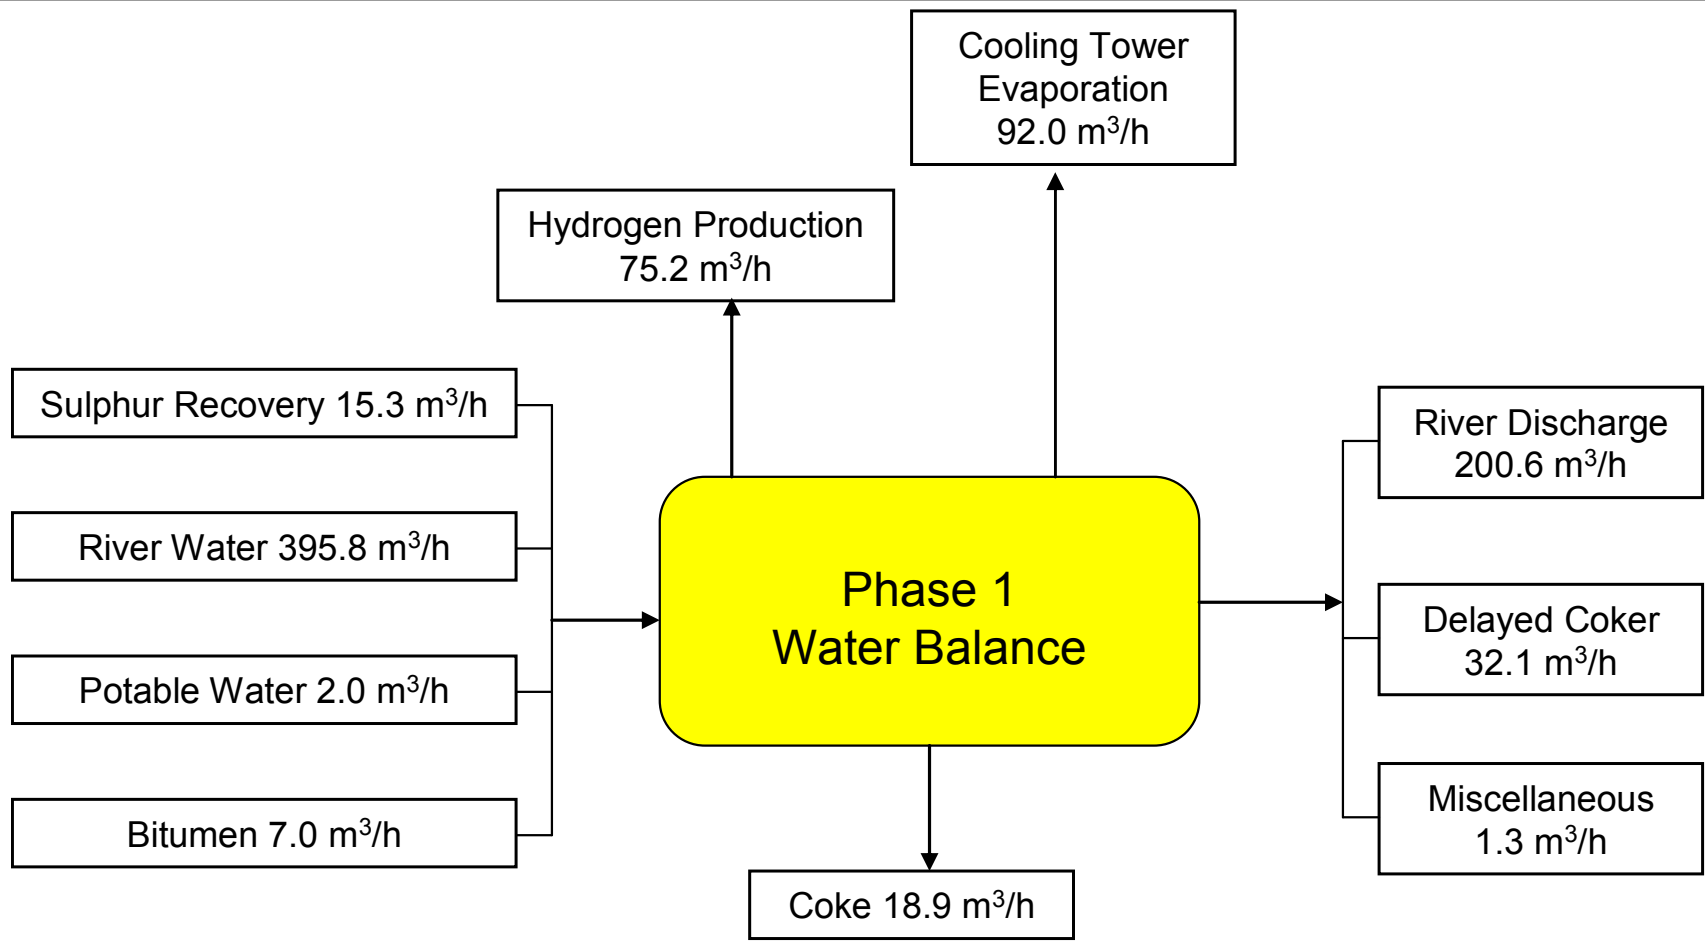 Cooling Tower
Evaporation
92.0 m³/h
Hydrogen Production
75.2 m³/h
Sulphur Recovery 15.3 m³/h
River Water 395.8 m³/h
Potable Water 2.0 m³/h
Bitumen 7.0 m³/h
Phase 1
Water Balance
River Discharge
200.6 m³/h
Delayed Coker
32.1 m³/h
Miscellaneous
1.3 m³/h
Coke 18.9 m³/h